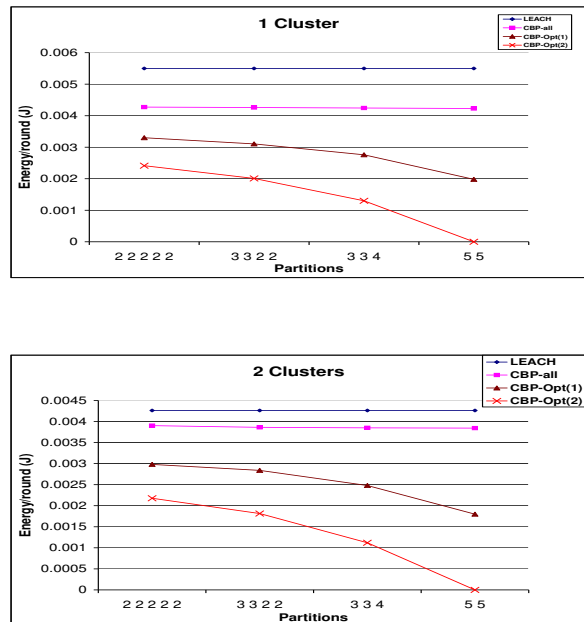 1 Cluster
LEACH
CBP-all
CBP-Opt(1)
CBP-Opt(2)
Energy/round (J)
0.006
0.005
0.004
0.003
0.002
0.001
0
2 2 2 2 2
3 3 2 2
3 3 4
5 5
Partitions
2 Clusters
LEACH
CBP-all
CBP-Opt(1)
CBP-Opt(2)
Energy/round (J)
0.0045
0.004
0.0035
0.003
0.0025
0.002
0.0015
0.001
0.0005
0
2 2 2 2 2
3 3 2 2
3 3 4
5 5
Partitions